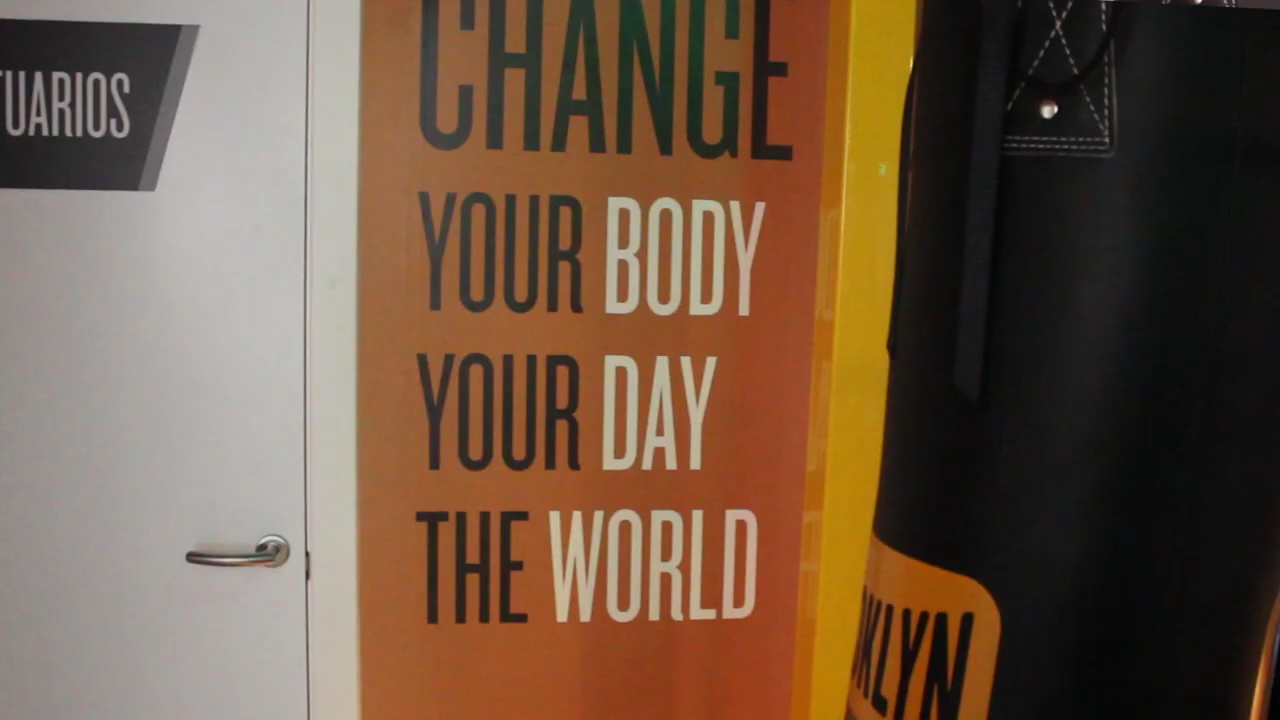 TUARIOS
CHANGE
YOUR BODY
YOUR DAY
THE WORLD
OKLYN